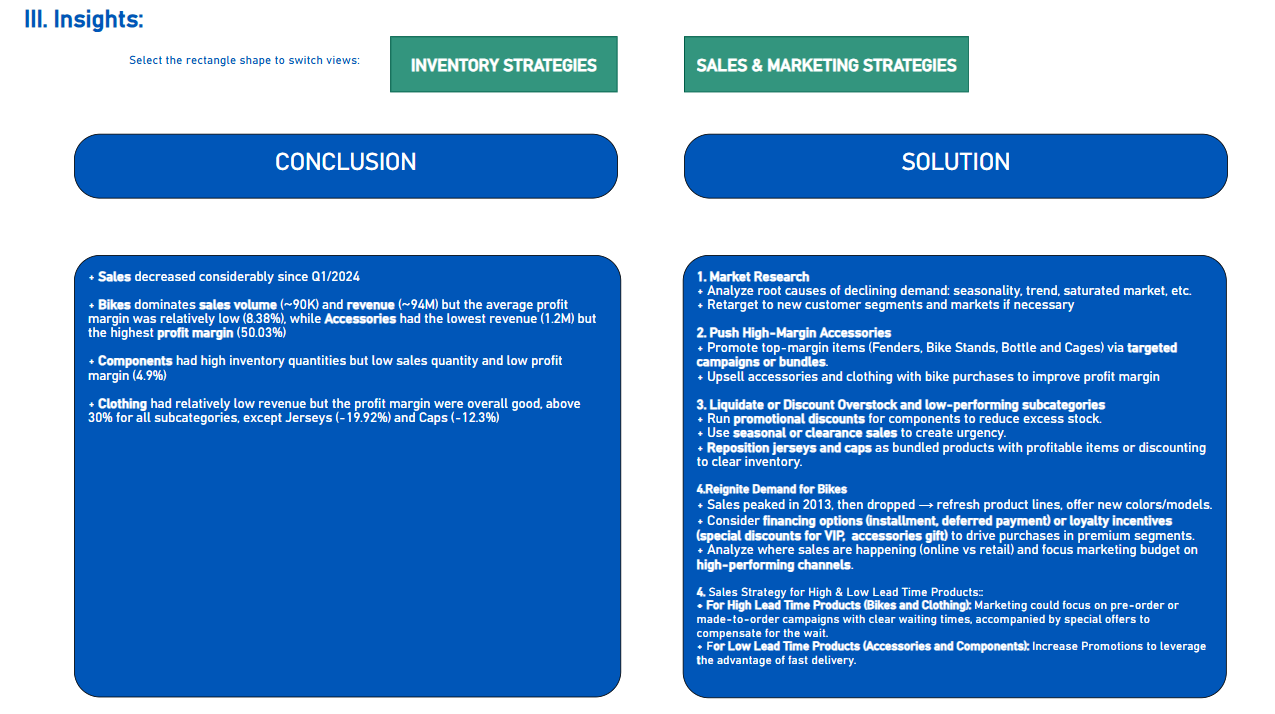 III. Insights:
Select the rectangle shape to switch views:
INVENTORY STRATEGIES
SALES & MARKETING STRATEGIES
CONCLUSION
SOLUTION
+ Sales decreased considerably since Q1/2024
+ Bikes dominates sales volume (~90K) and revenue (~94M) but the average profit
margin was relatively low (8.38%), while Accessories had the lowest revenue (1.2M) but
the highest profit margin (50.03%)
+ Components had high inventory quantities but low sales quantity and low profit
margin (4.9%)
+ Clothing had relatively low revenue but the profit margin were overall good, above
30% for all subcategories, except Jerseys (-19.92%) and Caps (-12.3%)
1. Market Research
+ Analyze root causes of declining demand: seasonality, trend, saturated market, etc.
+ Retarget to new customer segments and markets if necessary
2. Push High-Margin Accessories
+ Promote top-margin items (Fenders, Bike Stands, Bottle and Cages) via targeted
campaigns or bundles.
+ Upsell accessories and clothing with bike purchases to improve profit margin
3. Liquidate or Discount Overstock and low-performing subcategories
+ Run promotional discounts for components to reduce excess stock.
+ Use seasonal or clearance sales to create urgency.
+ Reposition jerseys and caps as bundled products with profitable items or discounting
to clear inventory.
4.Reignite Demand for Bikes
+ Sales peaked in 2013, then dropped → refresh product lines, offer new colors/models.
+ Consider financing options (installment, deferred payment) or loyalty incentives
(special discounts for VIP, accessories gift) to drive purchases in premium segments.
+ Analyze where sales are happening (online vs retail) and focus marketing budget on
high-performing channels.
4. Sales Strategy for High & Low Lead Time Products::
+ For High Lead Time Products (Bikes and Clothing): Marketing could focus on pre-order or
made-to-order campaigns with clear waiting times, accompanied by special offers to
compensate for the wait.
+ For Low Lead Time Products (Accessories and Components): Increase Promotions to leverage
the advantage of fast delivery.